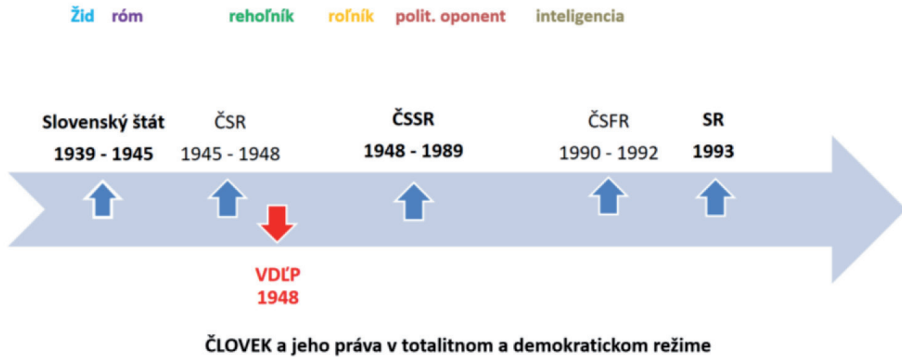 Žid róm rehoľník roľník polit. oponent inteligencia
Slovenský štát ČSR ČSSR ČSFR SR
1939 - 1945 1945 - 1948 1948 - 1989 1990 - 1992 1993
VDĽP
1948
ČLOVEK a jeho práva v totalitnom a demokratickom režime